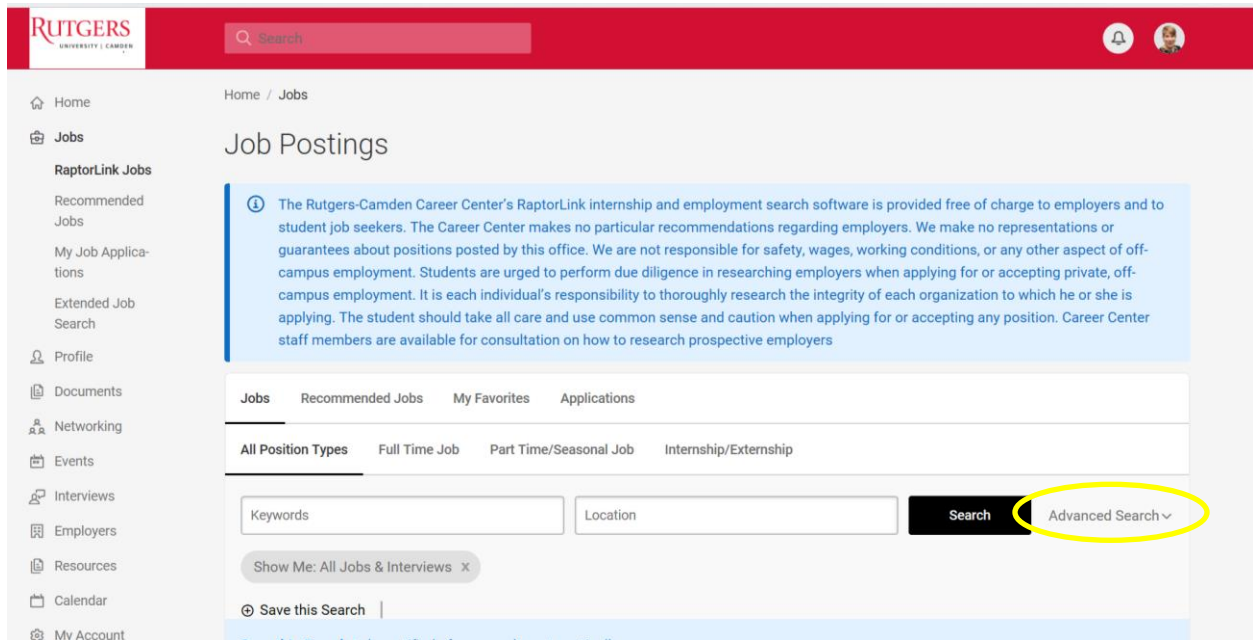 RUTGERS
UNIVERSITY | CAMDEN
Search
Home
Jobs
RaptorLink Jobs
Recommended
Jobs
My Job Applica-
tions
Extended Job
Search
Profile
Documents
Networking
Events
Interviews
Employers
Resources
Calendar
My Account
Home / Jobs
Job Postings
The Rutgers-Camden Career Center's RaptorLink internship and employment search software is provided free of charge to employers and to
student job seekers. The Career Center makes no particular recommendations regarding employers. We make no representations or
guarantees about positions posted by this office. We are not responsible for safety, wages, working conditions, or any other aspect of off-
campus employment. Students are urged to perform due diligence in researching employers when applying for or accepting private, off-
campus employment. It is each individual's responsibility to thoroughly research the integrity of each organization to which he or she is
applying. The student should take all care and use common sense and caution when applying for or accepting any position. Career Center
staff members are available for consultation on how to research prospective employers
Jobs Recommended Jobs My Favorites Applications
All Position Types Full Time Job Part Time/Seasonal Job Internship/Externship
Keywords Location Search Advanced Search
Show Me: All Jobs & Interviews X
Save this Search |